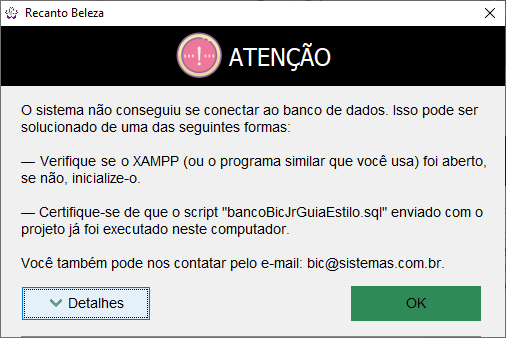 Recanto Beleza
ATENÇÃO
O sistema não conseguiu se conectar ao banco de dados. Isso pode ser
solucionado de uma das seguintes formas:
— Verifique se o XAMPP (ou o programa similar que você usa) foi aberto,
se não, inicialize-o.
— Certifique-se de que o script "bancoBicJrGuiaEstilo.sql" enviado com o
projeto já foi executado neste computador.
Você também pode nos contatar pelo e-mail: bic@sistemas.com.br.
Detalhes
OK